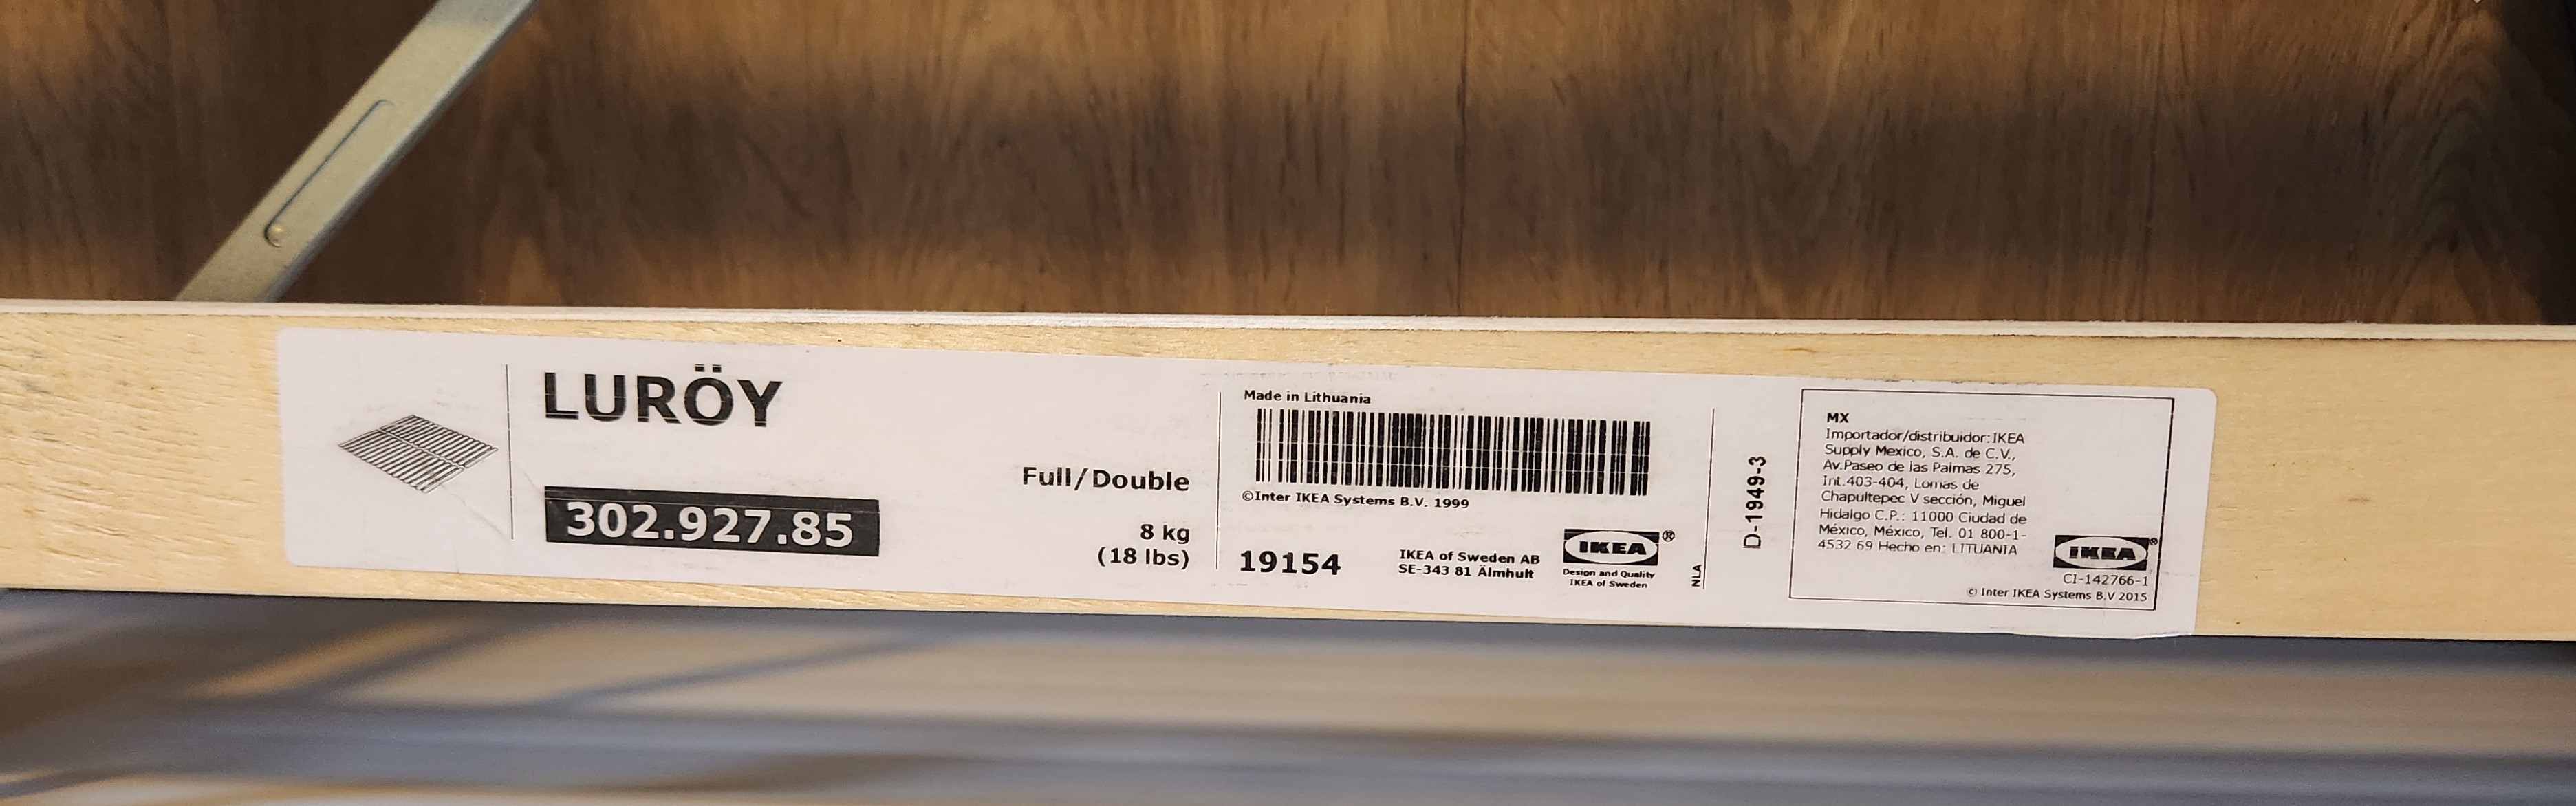 LURÖY
302.927.85
Full/Double
8 kg
(18 lbs)
Made in Lithuania
©Inter IKEA Systems B.V. 1999
19154
IKEA of Sweden AB
SE-343 81 Älmhult
IKEA®
Design and Quality
IKEA of Sweden
NLA
D-1949-3
MX
Importador/distribuidor:IKEA
Supply Mexico, S.A. de C.V.,
Av.Paseo de las Palmas 275,
Int.403-404, Lomas de
Chapultepec V sección, Miguel
Hidalgo C.P.: 11000 Ciudad de
México, México, Tel. 01 800-1-
4532 69 Hecho en: LITUANIA
IKEA®
CI-142766-1
© Inter IKEA Systems B.V 2015